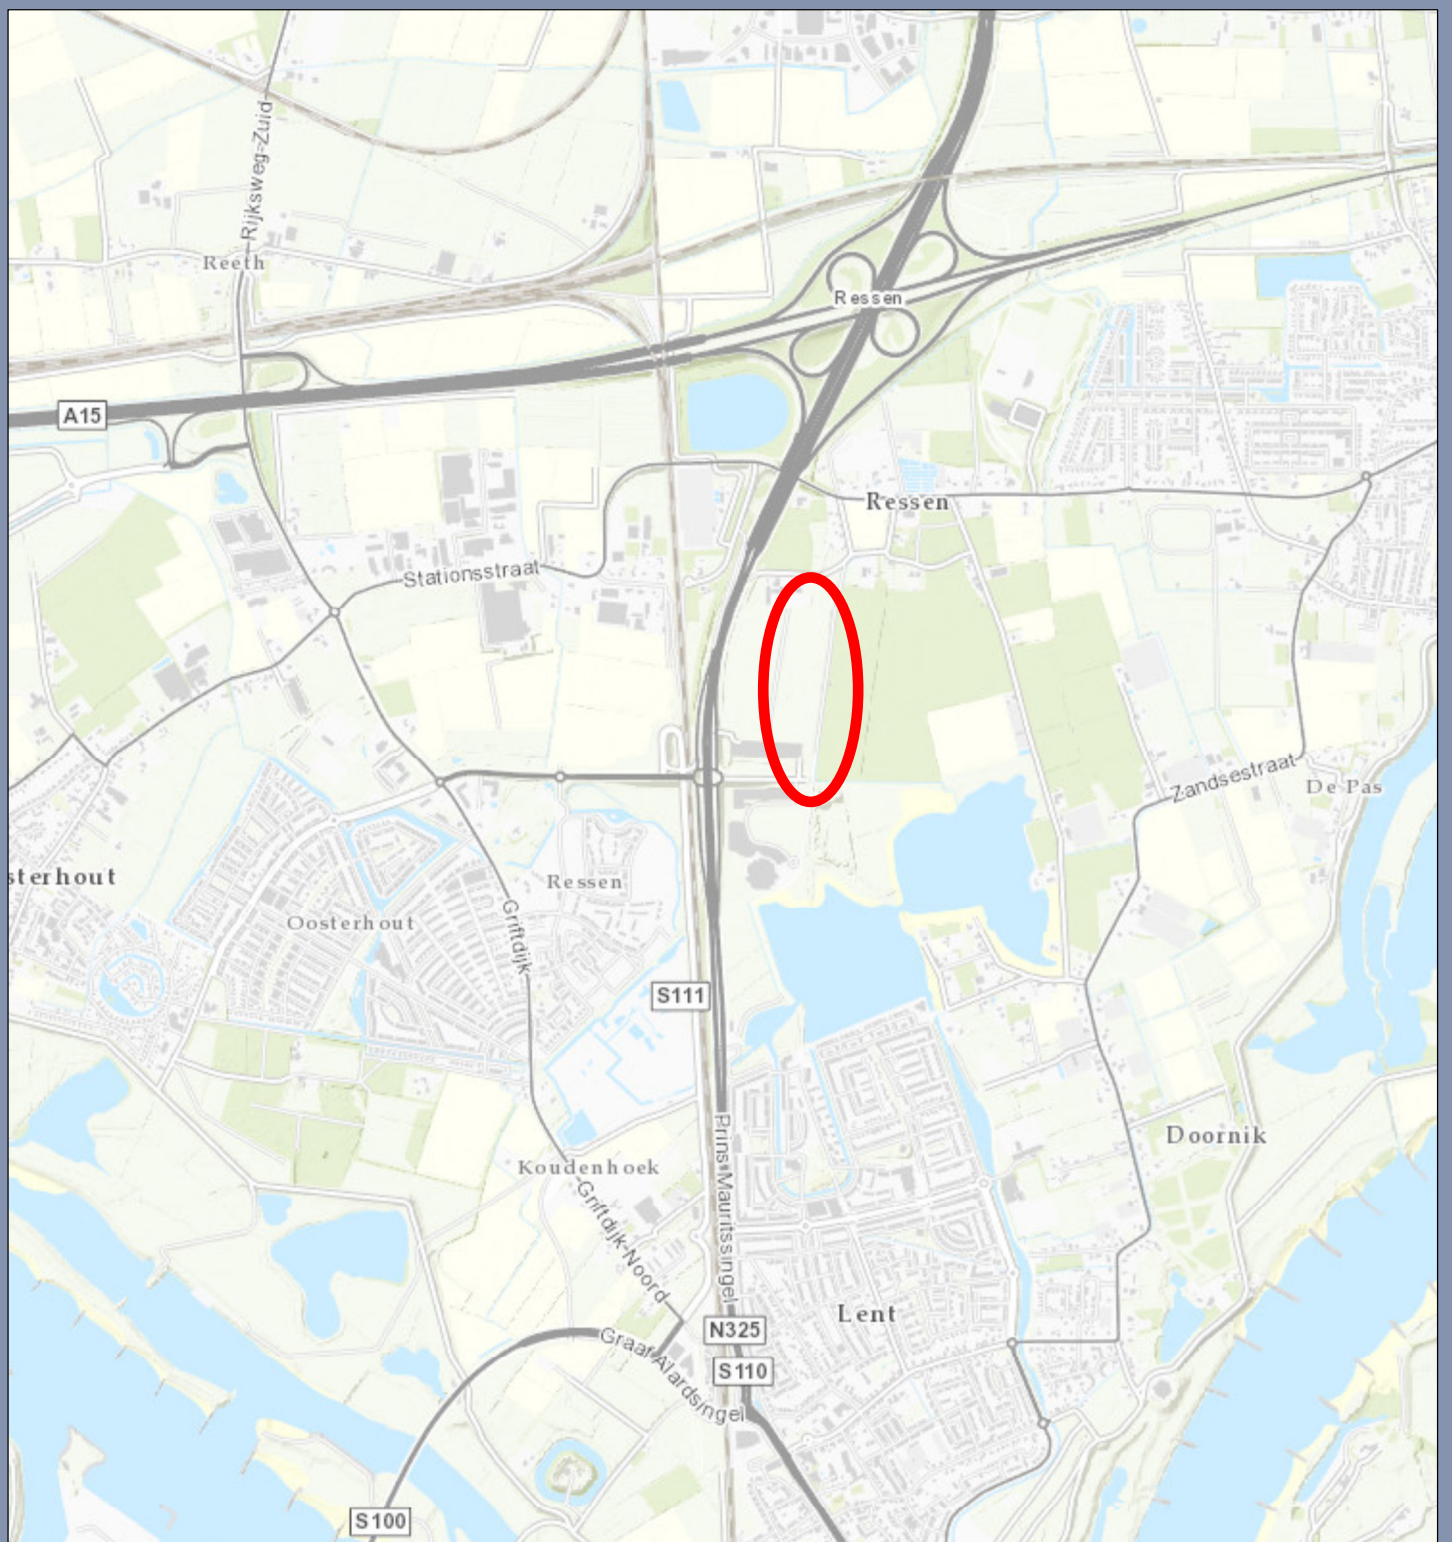 Rijksweg-Zuid
Reeth
Ressen
A15
Ressen
Stationsstraat
Zandsestraat
De Pas
sterhout
Ressen
Oosterhout
Griftdijk
S111
Prins Mauritssingel
Doornik
Koudenhoek
Griftdijk-Noord
Lent
N325
Graaf Alardsingel
S110
S100